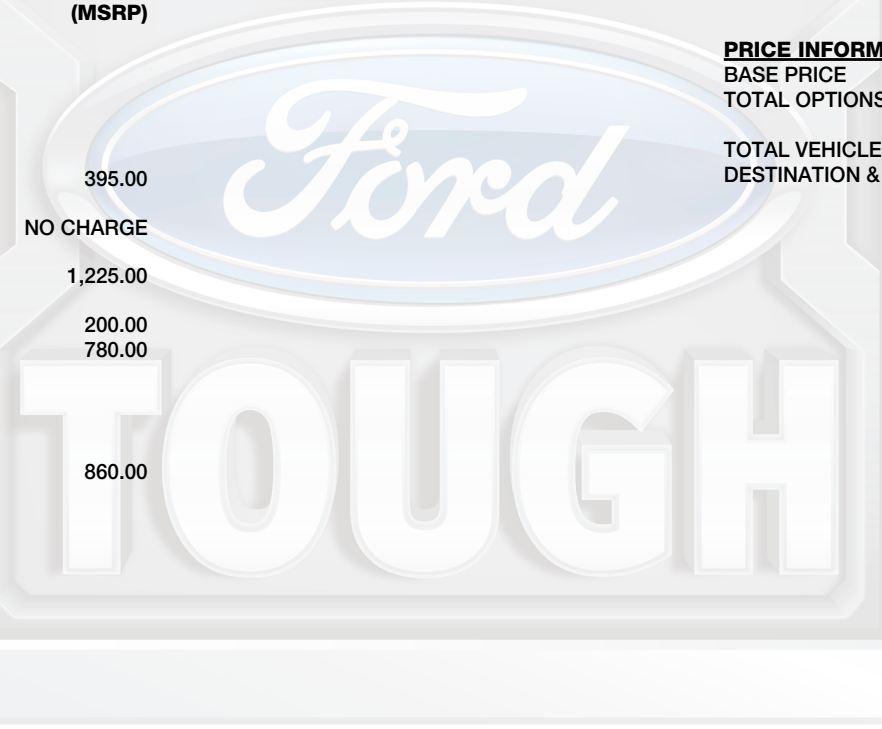 (MSRP)
395.00
NO CHARGE
1,225.00
200.00
780.00
860.00
PRICE INFORM
BASE PRICE
TOTAL OPTIONS
TOTAL VEHICLE
DESTINATION &
Ford
TOUGH